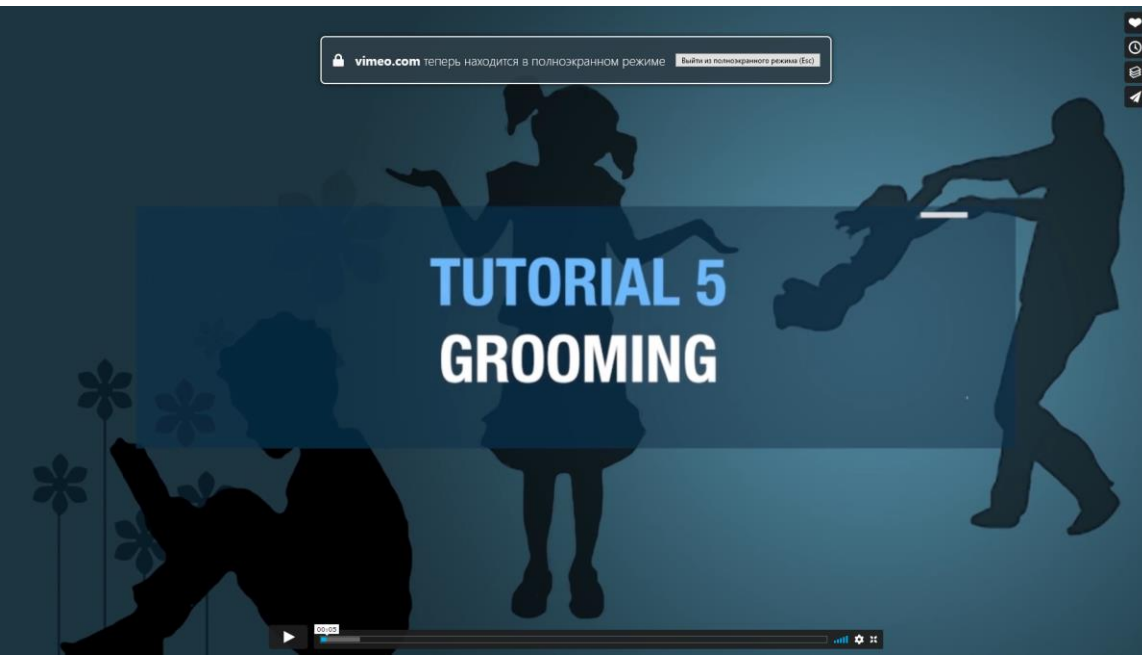 vimeo.com теперь находится в полноэкранном режиме Выйти из полноэкранного режима (Esc)
TUTORIAL 5
GROOMING
00:05